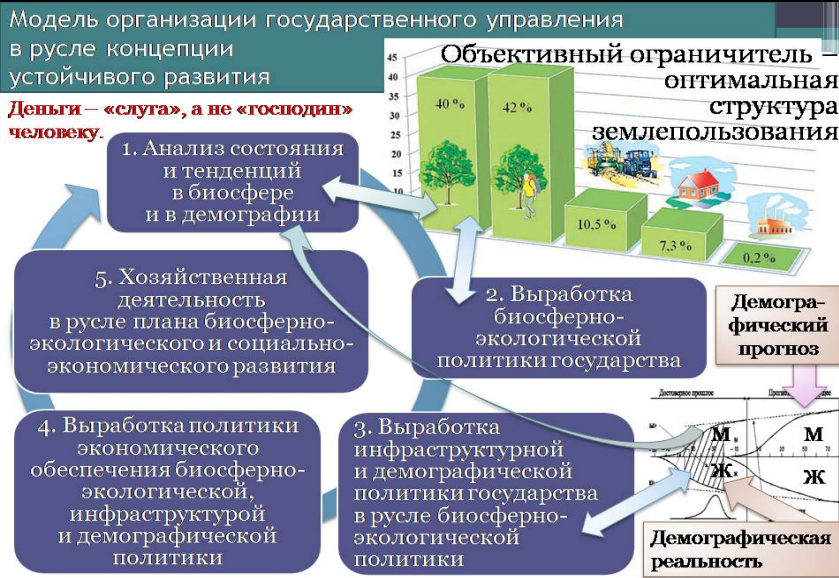 Модель организации государственного управления
в русле концепции
устойчивого развития
Деньги – «слуга», а не «господин»
человеку.
Объективный ограничитель –
оптимальная
структура
землепользования
45
40
35
30
25
20
15
10
40 %
42 %
10,5 %
7,3 %
0,2 %
1. Анализ состояния
и тенденций
в биосфере
и в демографии
2. Выработка
биосферно-
экологической
политики государства
3. Выработка
инфраструктурной
и демографической
политики государства
в русле биосферно-
экологической
политики
4. Выработка политики
экономического
обеспечения биосферно-
экологической,
инфраструктурой
и демографической
политики
5. Хозяйственная
деятельность
в русле плана биосферно-
экологического и социально-
экономического развития
Демогра-
фический
прогноз
Достоверное прошлое
М
М
Ж
Ж
Демографическая
реальность